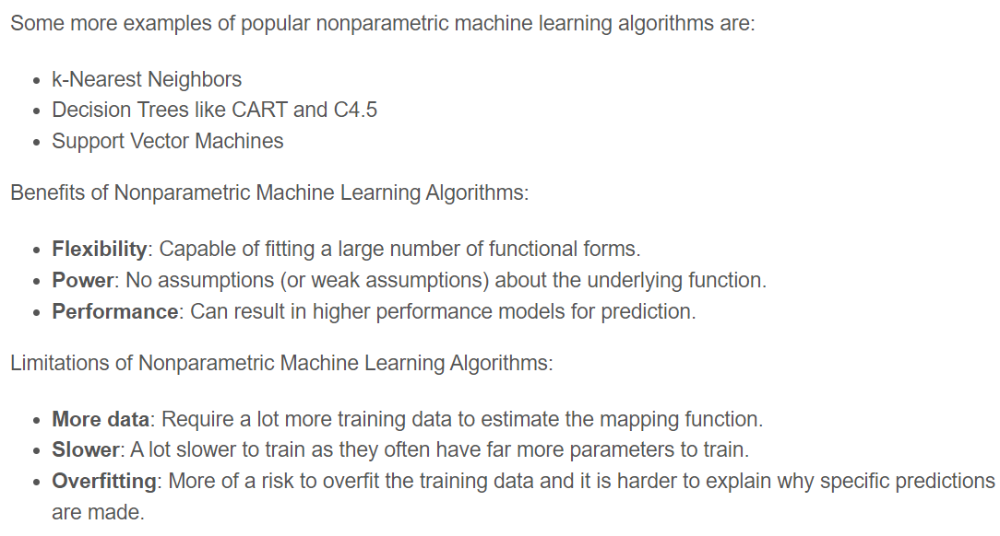 Some more examples of popular nonparametric machine learning algorithms are:
• k-Nearest Neighbors
• Decision Trees like CART and C4.5
• Support Vector Machines
Benefits of Nonparametric Machine Learning Algorithms:
• Flexibility: Capable of fitting a large number of functional forms.
• Power: No assumptions (or weak assumptions) about the underlying function.
• Performance: Can result in higher performance models for prediction.
Limitations of Nonparametric Machine Learning Algorithms:
• More data: Require a lot more training data to estimate the mapping function.
• Slower: A lot slower to train as they often have far more parameters to train.
• Overfitting: More of a risk to overfit the training data and it is harder to explain why specific predictions
are made.